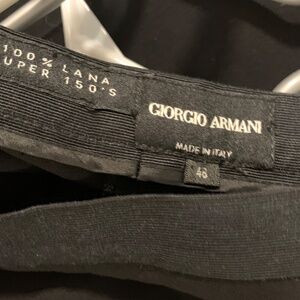 100% LANA
SUPER 150'S
GIORGIO ARMANI
MADE IN ITALY
48